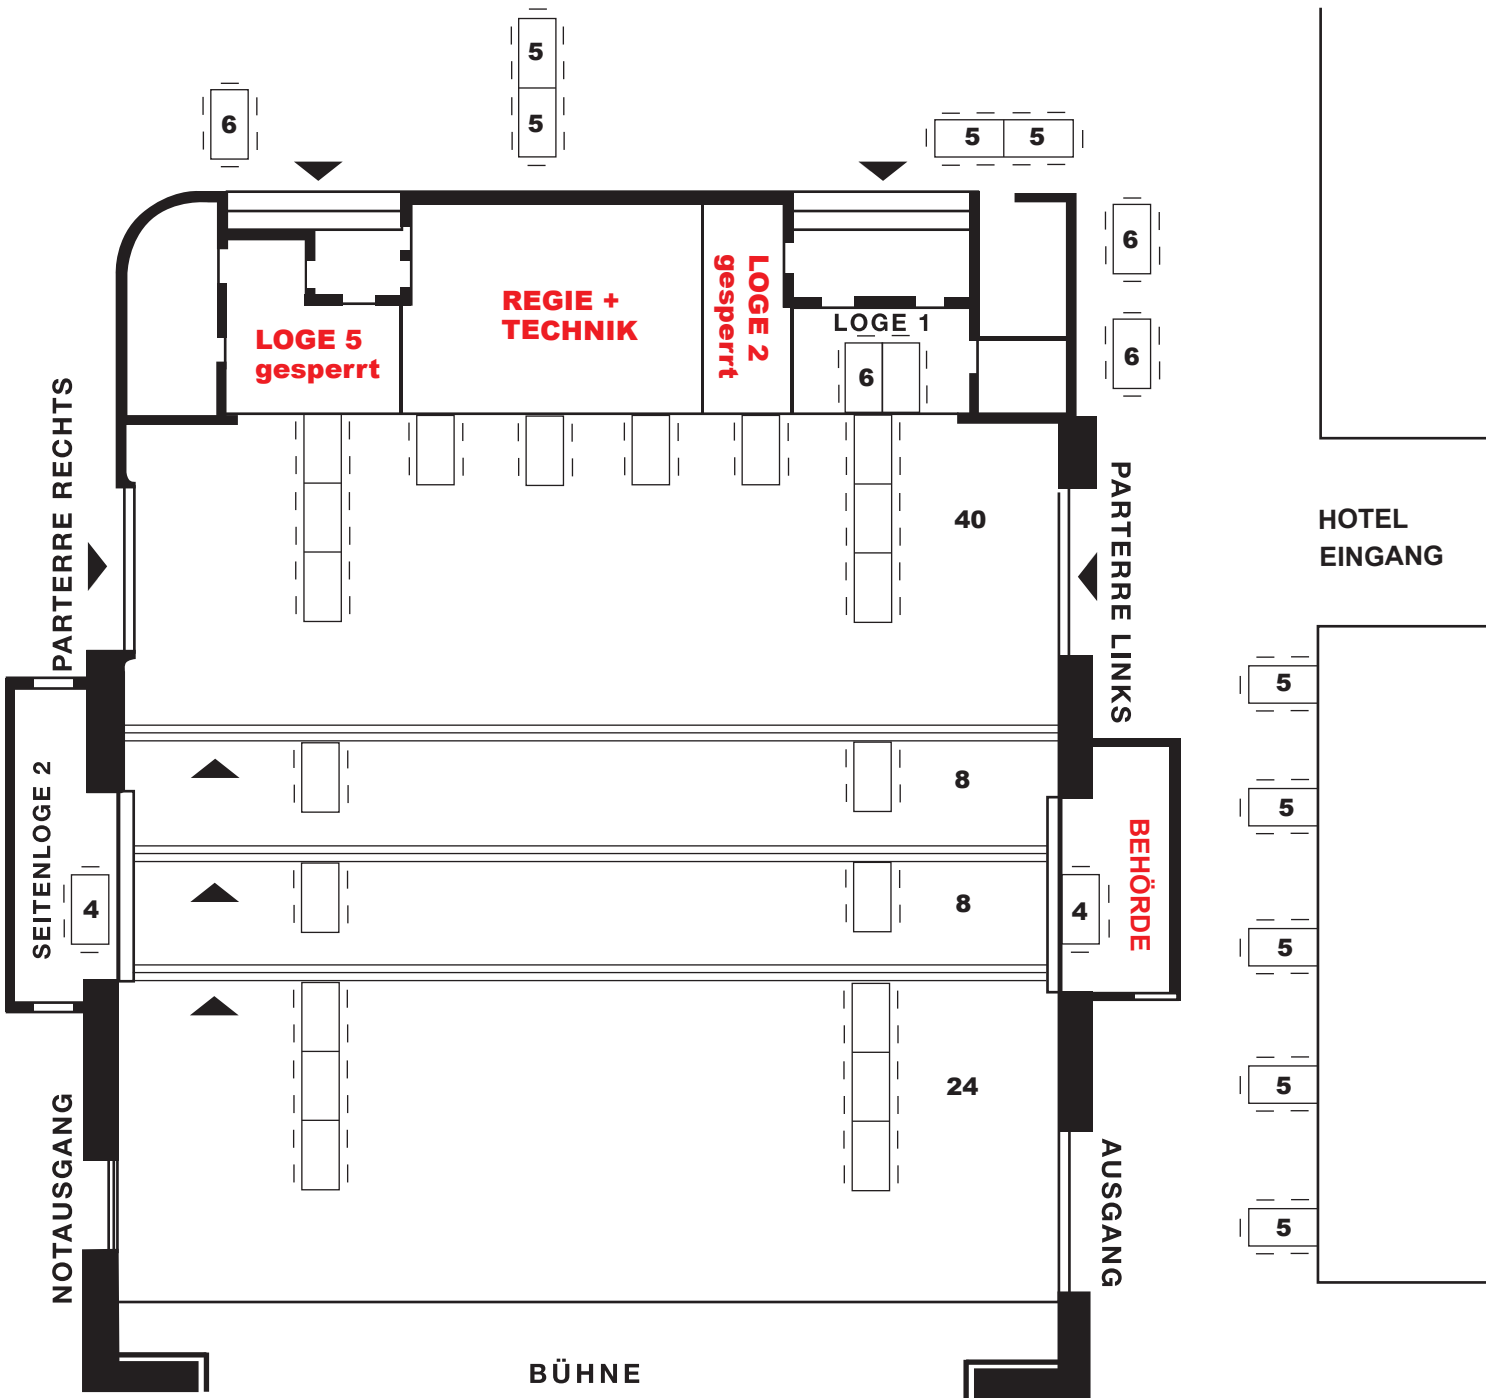 5
5
6
5 5
6
6
REGIE +
TECHNIK
LOGE 5
gesperrt
LOGE 2
gesperrt
LOGE 1
6
PARTERRE RECHTS
PARTERRE LINKS
40
HOTEL
EINGANG
5
8
5
SEITENLOGE 2
4
8
4
BEHÖRDE
5
24
5
NOTAUSGANG
AUSGANG
5
BÜHNE